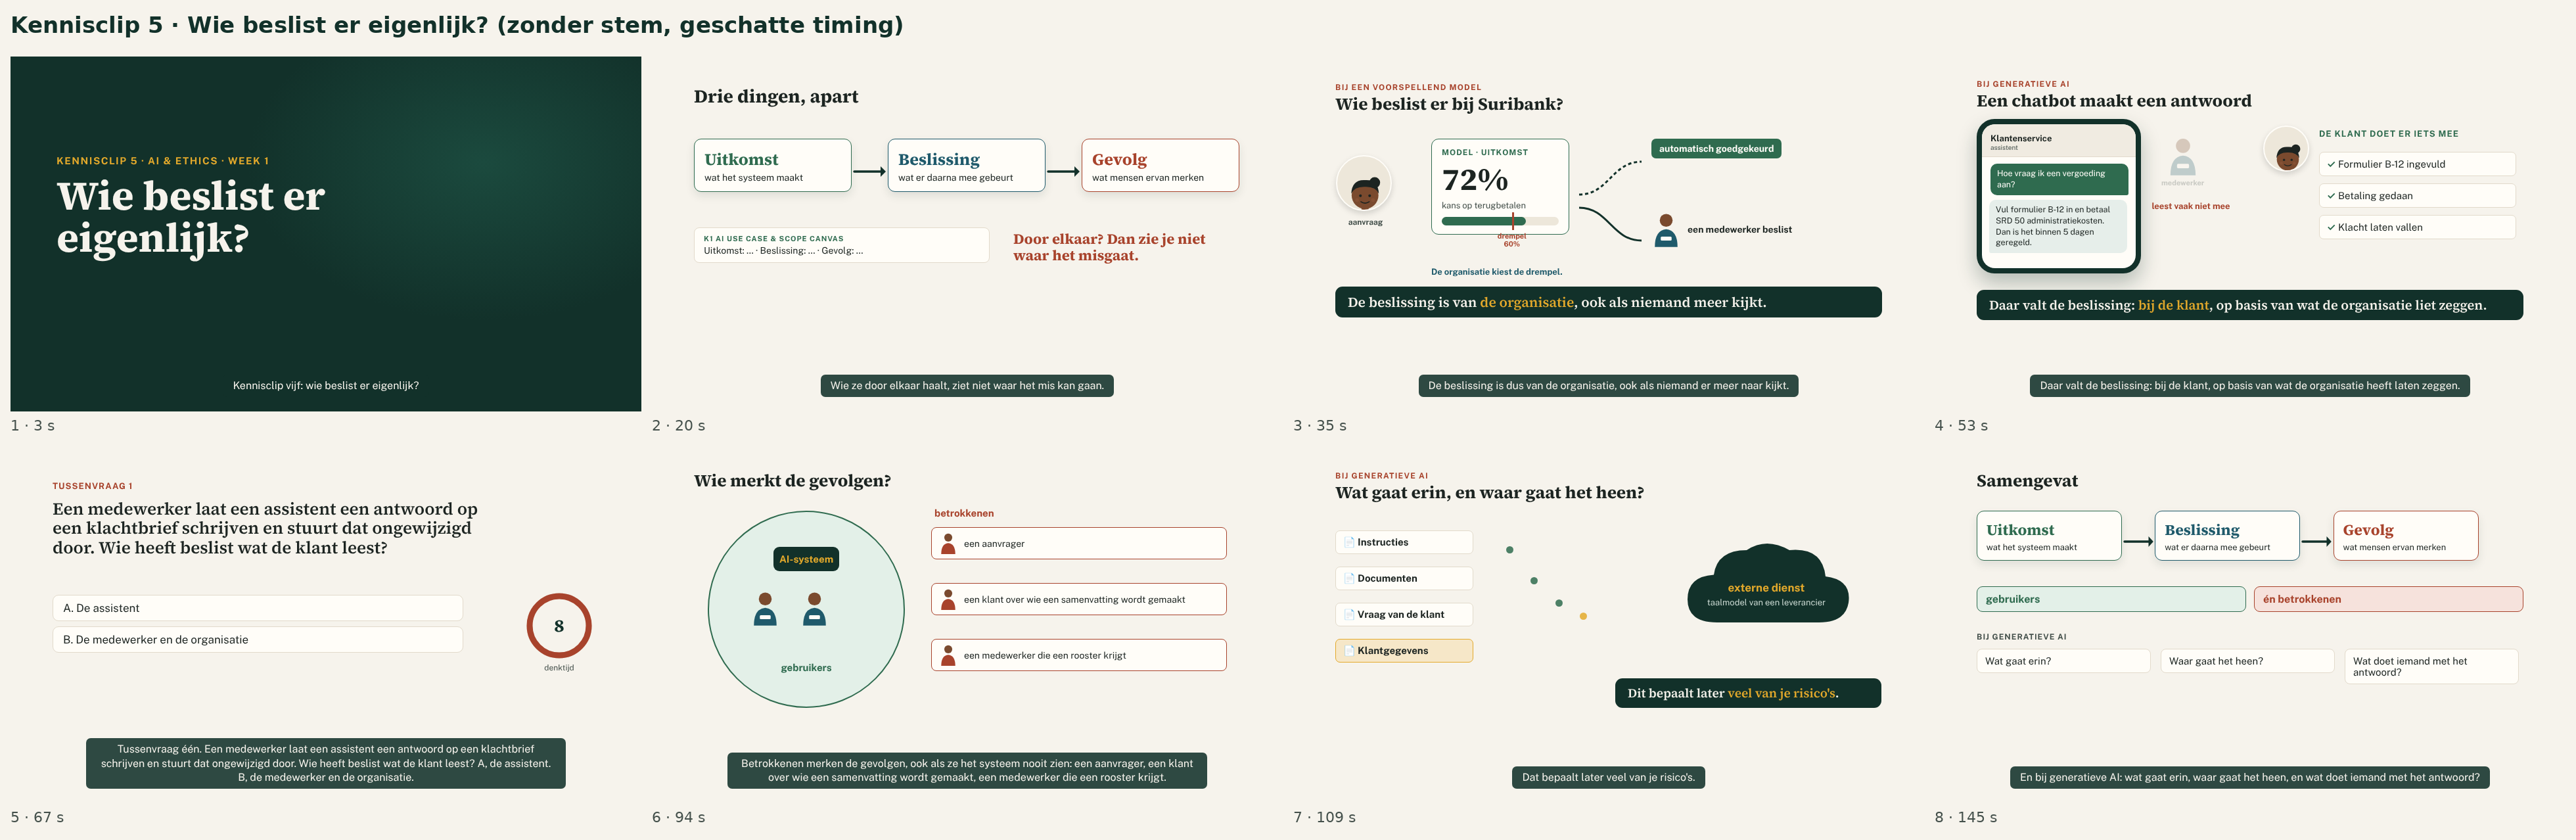 Kennisclip 5 · Wie beslist er eigenlijk? (zonder stem, geschatte timing)
KENNISCLIP 5 · AI & ETHICS · WEEK 1
Wie beslist er
eigenlijk?
Kennisclip vijf: wie beslist er eigenlijk?
1 · 3 s
Drie dingen, apart
Uitkomst
wat het systeem maakt
Beslissing
wat er daarna mee gebeurt
Gevolg
wat mensen ervan merken
K1 AI USE CASE & SCOPE CANVAS
Uitkomst: ... · Beslissing: ... · Gevolg: ...
Door elkaar? Dan zie je niet
waar het misgaat.
Wie ze door elkaar haalt, ziet niet waar het mis kan gaan.
2 · 20 s
BIJ EEN VOORSPELLEND MODEL
Wie beslist er bij Suribank?
aanvraag
MODEL · UITKOMST
72%
kans op terugbetalen
drempel
60%
De organisatie kiest de drempel.
automatisch goedgekeurd
een medewerker beslist
De beslissing is van de organisatie, ook als niemand meer kijkt.
De beslissing is dus van de organisatie, ook als niemand er meer naar kijkt.
3 · 35 s
BIJ GENERATIEVE AI
Een chatbot maakt een antwoord
Klantenservice
assistent
Hoe vraag ik een vergoeding
aan?
Vul formulier B-12 in en betaal
SRD 50 administratiekosten.
Dan is het binnen 5 dagen
geregeld.
medewerker
leest vaak niet mee
DE KLANT DOET ER IETS MEE
✓ Formulier B-12 ingevuld
✓ Betaling gedaan
✓ Klacht laten vallen
Daar valt de beslissing: bij de klant, op basis van wat de organisatie liet zeggen.
Daar valt de beslissing: bij de klant, op basis van wat de organisatie heeft laten zeggen.
4 · 53 s
TUSSENVRAAG 1
Een medewerker laat een assistent een antwoord op
een klachtbrief schrijven en stuurt dat ongewijzigd
door. Wie heeft beslist wat de klant leest?
A. De assistent
B. De medewerker en de organisatie
8
denktijd
Tussenvraag één. Een medewerker laat een assistent een antwoord op een klachtbrief
schrijven en stuurt dat ongewijzigd door. Wie heeft beslist wat de klant leest? A, de assistent.
B, de medewerker en de organisatie.
5 · 67 s
Wie merkt de gevolgen?
AI-systeem
gebruikers
betrokkenen
een aanvrager
een klant over wie een samenvatting wordt gemaakt
een medewerker die een rooster krijgt
Betrokkenen merken de gevolgen, ook als ze het systeem nooit zien: een aanvrager, een klant
over wie een samenvatting wordt gemaakt, een medewerker die een rooster krijgt.
6 · 94 s
BIJ GENERATIEVE AI
Wat gaat erin, en waar gaat het heen?
Instructies
Documenten
Vraag van de klant
Klantgegevens
externe dienst
taalmodel van een leverancier
Dit bepaalt later veel van je risico's.
Dat bepaalt later veel van je risico's.
7 · 109 s
Samengevat
Uitkomst
wat het systeem maakt
Beslissing
wat er daarna mee gebeurt
Gevolg
wat mensen ervan merken
gebruikers
én betrokkenen
BIJ GENERATIEVE AI
Wat gaat erin?
Waar gaat het heen?
Wat doet iemand met het
antwoord?
En bij generatieve AI: wat gaat erin, waar gaat het heen, en wat doet iemand met het antwoord?
8 · 145 s